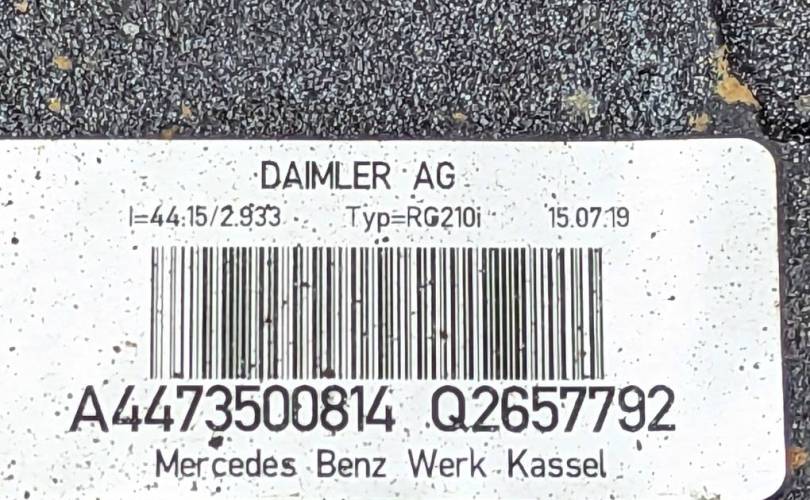 DAIMLER AG
i=44:15/2.933 Typ=RG210i 15.07.19
A4473500814 Q2657792
Mercedes Benz Werk Kassel